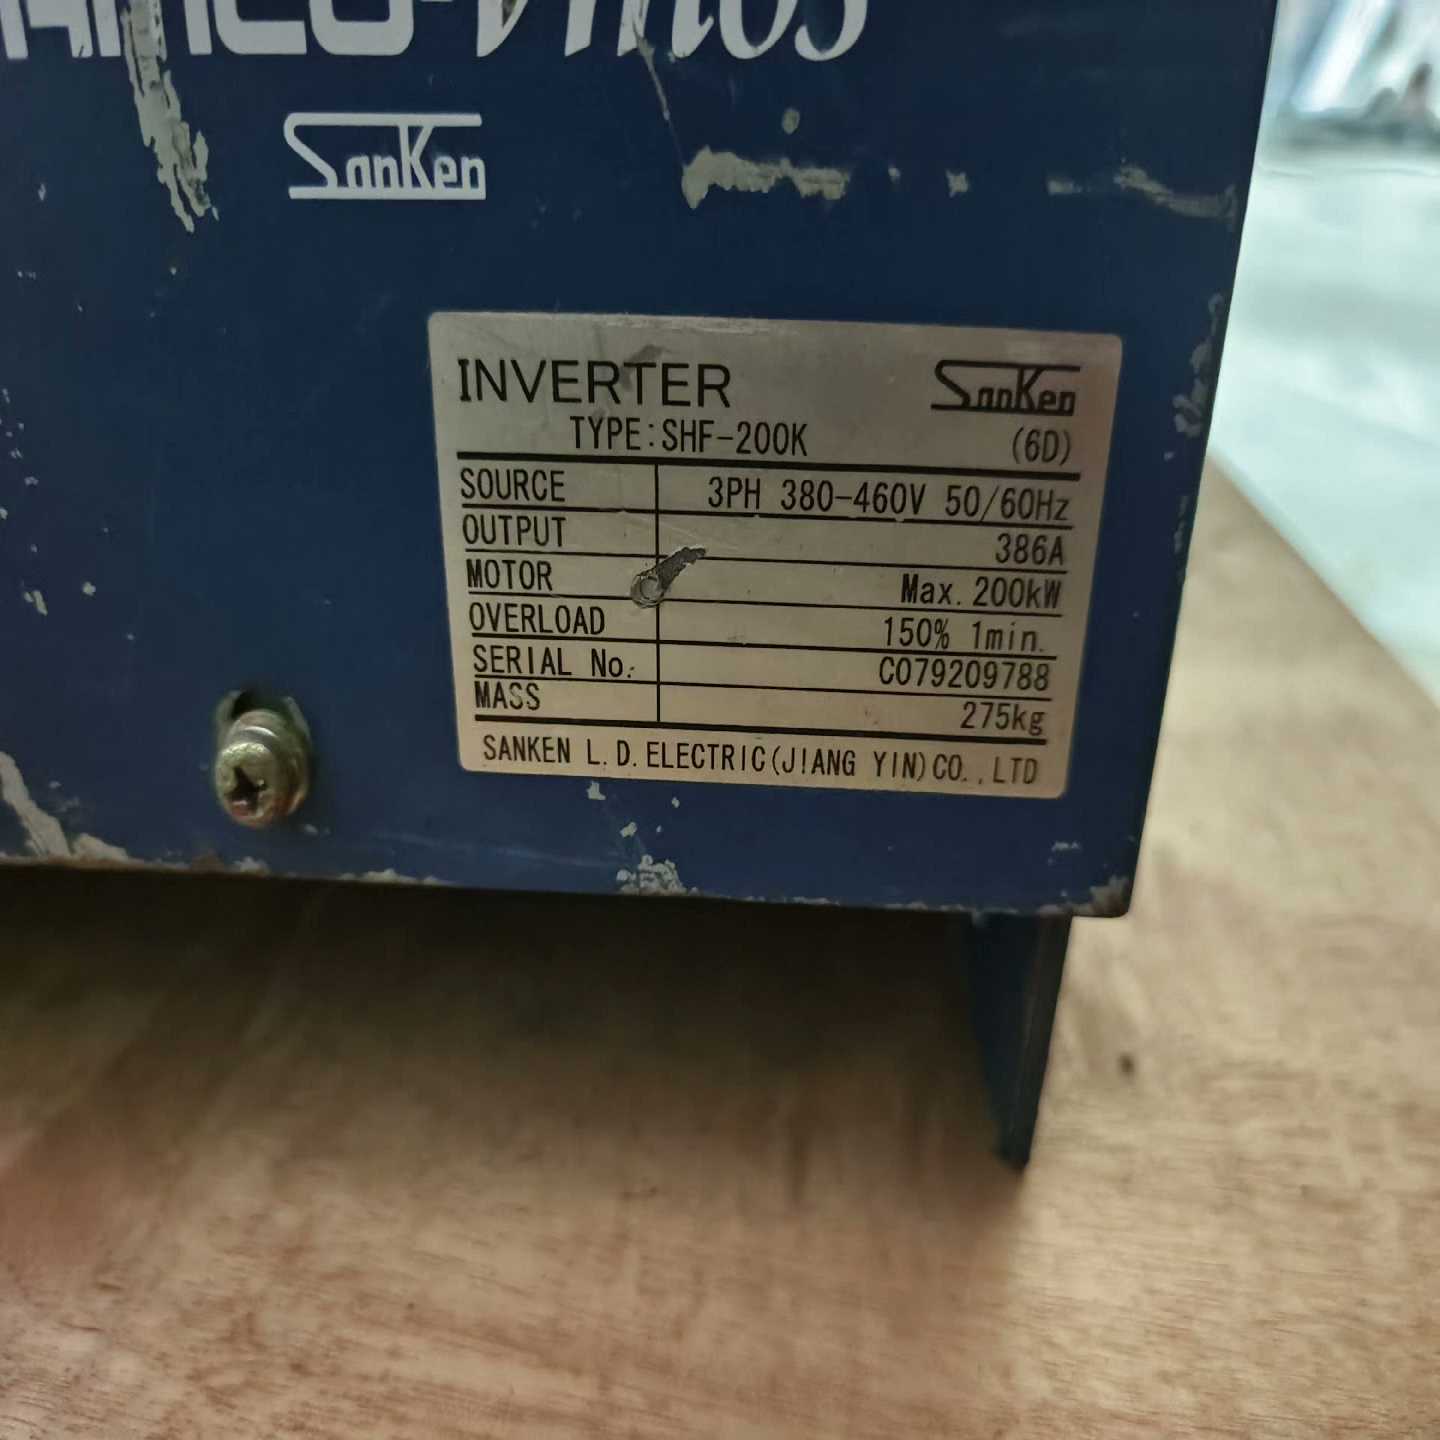 SanKen
INVERTER SanKen
TYPE:SHF-200K (6D)
SOURCE 3PH 380-460V 50/60Hz
OUTPUT 386A
MOTOR Max. 200kW
OVERLOAD 150% 1min.
SERIAL No. C079209788
MASS 275kg
SANKEN L.D.ELECTRIC(JIANG YIN)CO.,LTD